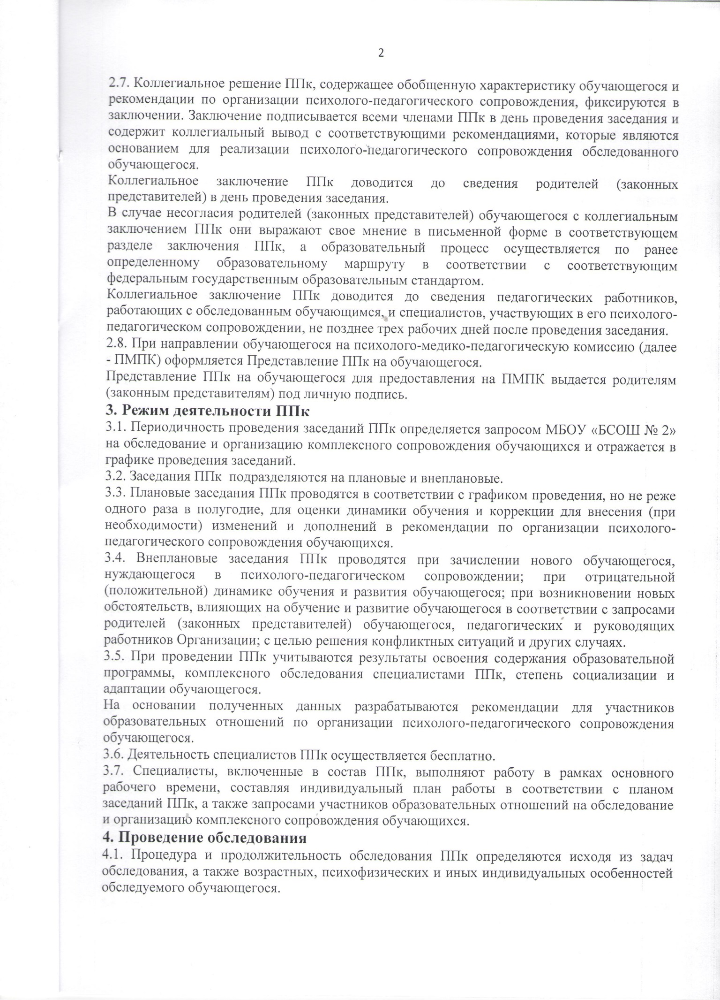 2
2.7. Коллегиальное решение ППк, содержащее обобщенную характеристику обучающегося и
рекомендации по организации психолого-педагогического сопровождения, фиксируются в
заключении. Заключение подписывается всеми членами ППк в день проведения заседания и
содержит коллегиальный вывод с соответствующими рекомендациями, которые являются
основанием для реализации психолого-педагогического сопровождения обследованного
обучающегося.
Коллегиальное заключение ППк доводится до сведения родителей (законных
представителей) в день проведения заседания.
В случае несогласия родителей (законных представителей) обучающегося с коллегиальным
заключением ППк они выражают свое мнение в письменной форме в соответствующем
разделе заключения ППк, а образовательный процесс осуществляется по ранее
определенному образовательному маршруту в соответствии с соответствующим
федеральным государственным образовательным стандартом.
Коллегиальное заключение ППк доводится до сведения педагогических работников,
работающих с обследованным обучающимся, и специалистов, участвующих в его психолого-
педагогическом сопровождении, не позднее трех рабочих дней после проведения заседания.
2.8. При направлении обучающегося на психолого-медико-педагогическую комиссию (далее
- ПМПК) оформляется Представление ППк на обучающегося.
Представление ППк на обучающегося для предоставления на ПМПК выдается родителям
(законным представителям) под личную подпись.
3. Режим деятельности ППк
3.1. Периодичность проведения заседаний ППк определяется запросом МБОУ «БСОШ № 2»
на обследование и организацию комплексного сопровождения обучающихся и отражается в
графике проведения заседаний.
3.2. Заседания ППк подразделяются на плановые и внеплановые.
3.3. Плановые заседания ППк проводятся в соответствии с графиком проведения, но не реже
одного раза в полугодие, для оценки динамики обучения и коррекции для внесения (при
необходимости) изменений и дополнений в рекомендации по организации психолого-
педагогического сопровождения обучающихся.
3.4. Внеплановые заседания ППк проводятся при зачислении нового обучающегося,
нуждающегося в психолого-педагогическом сопровождении; при отрицательной
(положительной) динамике обучения и развития обучающегося; при возникновении новых
обстоятельств, влияющих на обучение и развитие обучающегося в соответствии с запросами
родителей (законных представителей) обучающегося, педагогических и руководящих
работников Организации; с целью решения конфликтных ситуаций и других случаях.
3.5. При проведении ППк учитываются результаты освоения содержания образовательной
программы, комплексного обследования специалистами ППк, степень социализации и
адаптации обучающегося.
На основании полученных данных разрабатываются рекомендации для участников
образовательных отношений по организации психолого-педагогического сопровождения
обучающегося.
3.6. Деятельность специалистов ППк осуществляется бесплатно.
3.7. Специалисты, включенные в состав ППк, выполняют работу в рамках основного
рабочего времени, составляя индивидуальный план работы в соответствии с планом
заседаний ППк, а также запросами участников образовательных отношений на обследование
и организацию комплексного сопровождения обучающихся.
4. Проведение обследования
4.1. Процедура и продолжительность обследования ППк определяются исходя из задач
обследования, а также возрастных, психофизических и иных индивидуальных особенностей
обследуемого обучающегося.